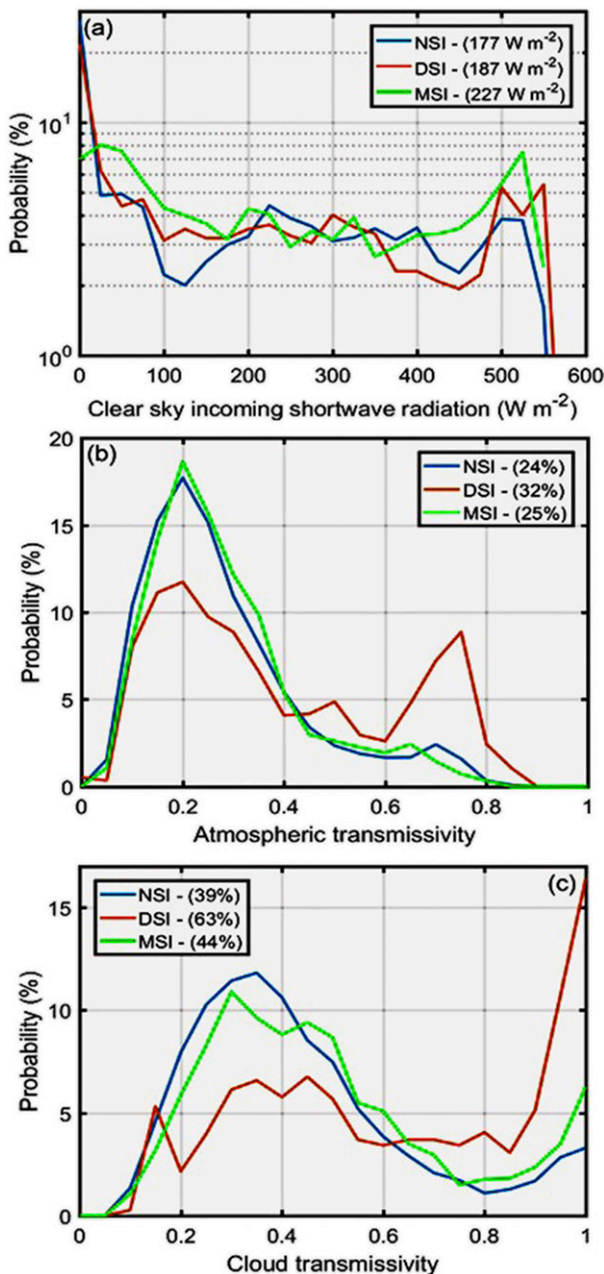 (a)
NSI - (177 W m⁻²)
DSI - (187 W m⁻²)
MSI - (227 W m⁻²)
Probability (%)
10¹
10⁰
100 200 300 400 500 600
Clear sky incoming shortwave radiation (W m⁻²)
(b)
NSI - (24%)
DSI - (32%)
MSI - (25%)
Probability (%)
20
15
10
5
0
0 0.2 0.4 0.6 0.8 1
Atmospheric transmissivity
(c)
NSI - (39%)
DSI - (63%)
MSI - (44%)
Probability (%)
15
10
5
0
0 0.2 0.4 0.6 0.8 1
Cloud transmissivity